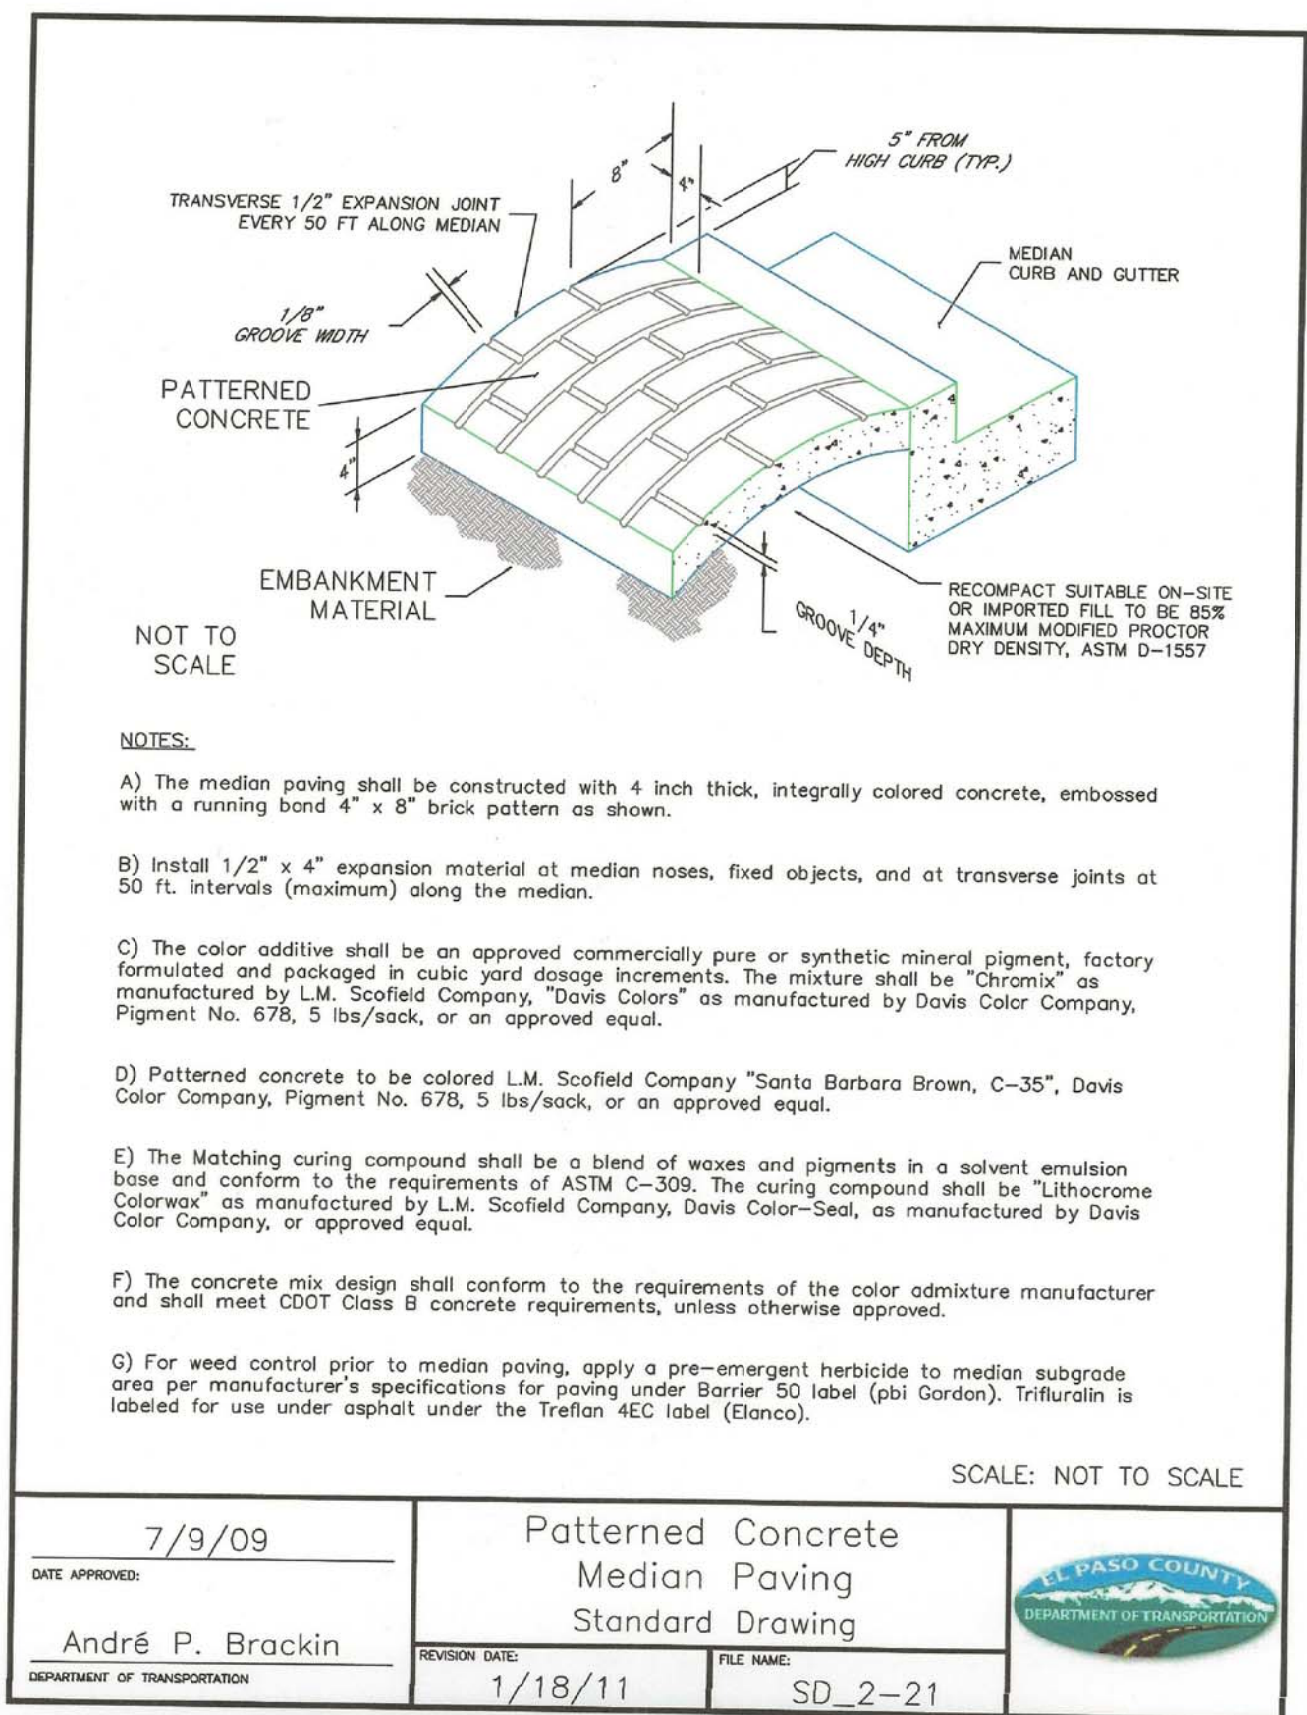 8"
4"
5" FROM
HIGH CURB (TYP.)
TRANSVERSE 1/2" EXPANSION JOINT
EVERY 50 FT ALONG MEDIAN
MEDIAN
CURB AND GUTTER
1/8"
GROOVE WIDTH
PATTERNED
CONCRETE
4"
EMBANKMENT
MATERIAL
NOT TO
SCALE
1/4"
GROOVE DEPTH
RECOMPACT SUITABLE ON-SITE
OR IMPORTED FILL TO BE 85%
MAXIMUM MODIFIED PROCTOR
DRY DENSITY, ASTM D-1557
NOTES:
A) The median paving shall be constructed with 4 inch thick, integrally colored concrete, embossed
with a running bond 4" x 8" brick pattern as shown.
B) Install 1/2" x 4" expansion material at median noses, fixed objects, and at transverse joints at
50 ft. intervals (maximum) along the median.
C) The color additive shall be an approved commercially pure or synthetic mineral pigment, factory
formulated and packaged in cubic yard dosage increments. The mixture shall be "Chromix" as
manufactured by L.M. Scofield Company, "Davis Colors" as manufactured by Davis Color Company,
Pigment No. 678, 5 lbs/sack, or an approved equal.
D) Patterned concrete to be colored L.M. Scofield Company "Santa Barbara Brown, C-35", Davis
Color Company, Pigment No. 678, 5 lbs/sack, or an approved equal.
E) The Matching curing compound shall be a blend of waxes and pigments in a solvent emulsion
base and conform to the requirements of ASTM C-309. The curing compound shall be "Lithocrome
Colorwax" as manufactured by L.M. Scofield Company, Davis Color-Seal, as manufactured by Davis
Color Company, or approved equal.
F) The concrete mix design shall conform to the requirements of the color admixture manufacturer
and shall meet CDOT Class B concrete requirements, unless otherwise approved.
G) For weed control prior to median paving, apply a pre-emergent herbicide to median subgrade
area per manufacturer's specifications for paving under Barrier 50 label (pbi Gordon). Trifluralin is
labeled for use under asphalt under the Treflan 4EC label (Elanco).
SCALE: NOT TO SCALE
7/9/09
DATE APPROVED:
André P. Brackin
DEPARTMENT OF TRANSPORTATION
Patterned Concrete
Median Paving
Standard Drawing
REVISION DATE:
1/18/11
FILE NAME:
SD_2-21
EL PASO COUNTY
DEPARTMENT OF TRANSPORTATION